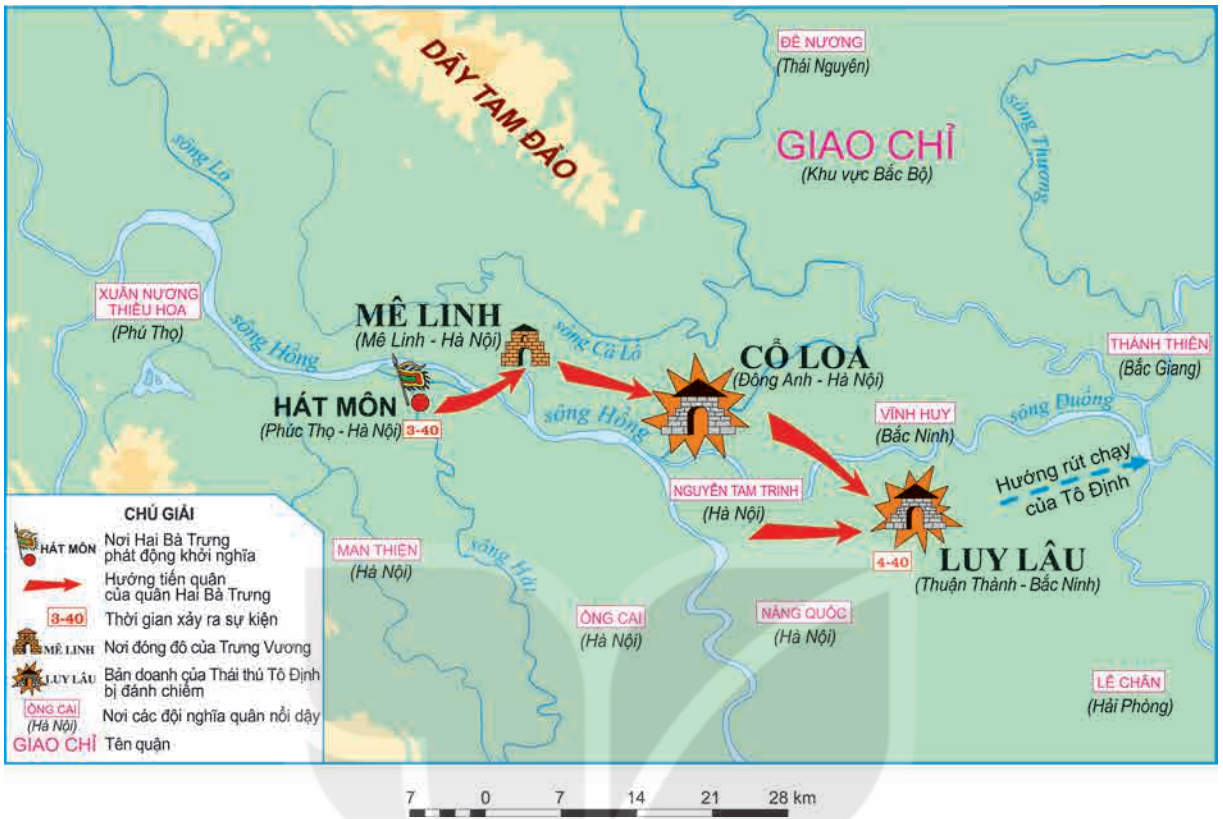 DÃY TAM ĐẢO
ĐỀ NƯƠNG
(Thái Nguyên)
GIAO CHỈ
(Khu vực Bắc Bộ)
sông Thương
sông Lô
XUÂN NƯƠNG
THIỀU HOA
(Phú Thọ)
sông Hồng
MÊ LINH
(Mê Linh - Hà Nội)
sông Cà Lồ
CỔ LOA
(Đông Anh - Hà Nội)
THÁNH THIÊN
(Bắc Giang)
HÁT MÔN
(Phúc Thọ - Hà Nội)
3-40
sông Hồng
VĨNH HUY
(Bắc Ninh)
sông Đuống
NGUYỄN TAM TRINH
(Hà Nội)
Hướng rút chạy
của Tô Định
4-40
LUY LÂU
(Thuận Thành - Bắc Ninh)
MAN THIỆN
(Hà Nội)
sông Hát
ÔNG CAI
(Hà Nội)
NÀNG QUỐC
(Hà Nội)
LÊ CHÂN
(Hải Phòng)
CHÚ GIẢI
HÁT MÔN
Nơi Hai Bà Trưng
phát động khởi nghĩa
Hướng tiến quân
của quân Hai Bà Trưng
3-40 Thời gian xảy ra sự kiện
MÊ LINH Nơi đóng đô của Trưng Vương
LUY LÂU
Bản doanh của Thái thú Tô Định
bị đánh chiếm
ÔNG CAI
(Hà Nội)
Nơi các đội nghĩa quân nổi dậy
GIAO CHỈ Tên quận
7 0 7 14 21 28 km